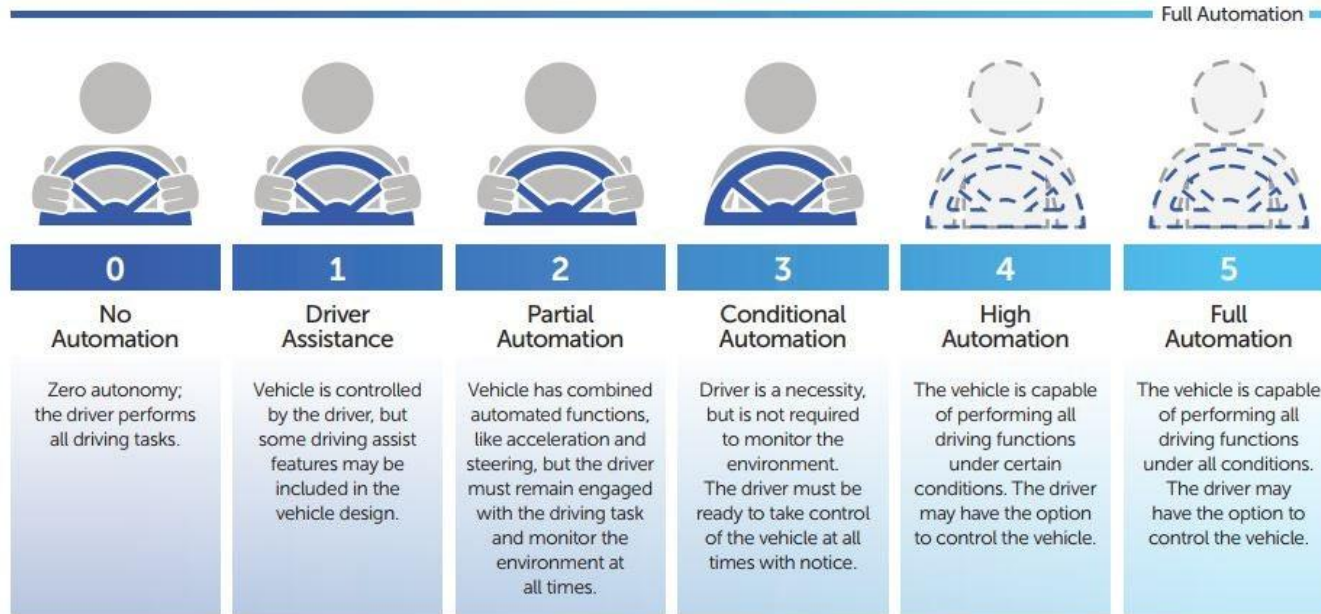 Full Automation
0
No
Automation
Zero autonomy;
the driver performs
all driving tasks.
1
Driver
Assistance
Vehicle is controlled
by the driver, but
some driving assist
features may be
included in the
vehicle design.
2
Partial
Automation
Vehicle has combined
automated functions,
like acceleration and
steering, but the driver
must remain engaged
with the driving task
and monitor the
environment at
all times.
3
Conditional
Automation
Driver is a necessity,
but is not required
to monitor the
environment.
The driver must be
ready to take control
of the vehicle at all
times with notice.
4
High
Automation
The vehicle is capable
of performing all
driving functions
under certain
conditions. The driver
may have the option
to control the vehicle.
5
Full
Automation
The vehicle is capable
of performing all
driving functions
under all conditions.
The driver may
have the option to
control the vehicle.